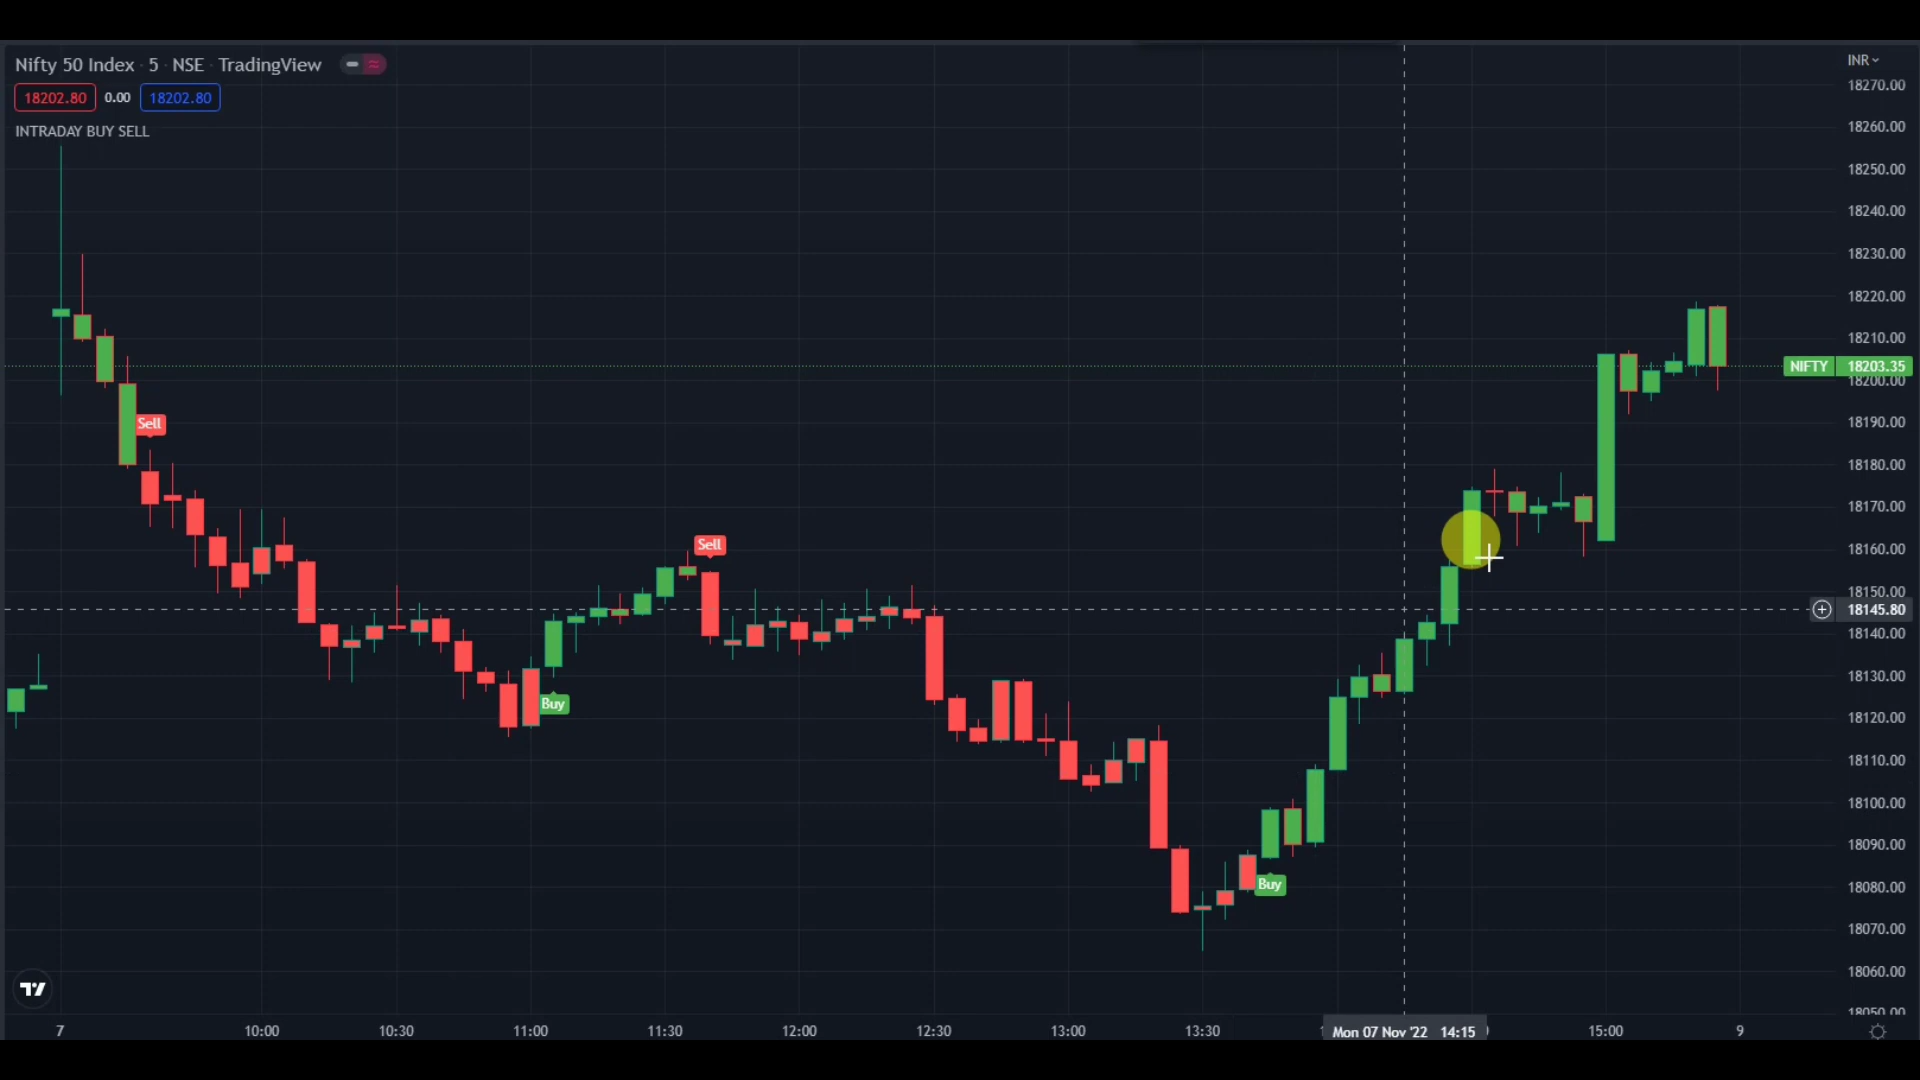 Nifty 50 Index · 5 · NSE · TradingView
18202.80 0.00 18202.80
INTRADAY BUY SELL
INR
18270.00
18260.00
18250.00
18240.00
18230.00
18220.00
18210.00
NIFTY 18203.35
18200.00
18190.00
18180.00
18170.00
18160.00
18150.00
18145.80
18140.00
18130.00
18120.00
18110.00
18100.00
18090.00
18080.00
18070.00
18060.00
18050.00
Sell
Buy
Sell
Buy
7 10:00 10:30 11:00 11:30 12:00 12:30 13:00 13:30 Mon 07 Nov '22 14:15 15:00 9